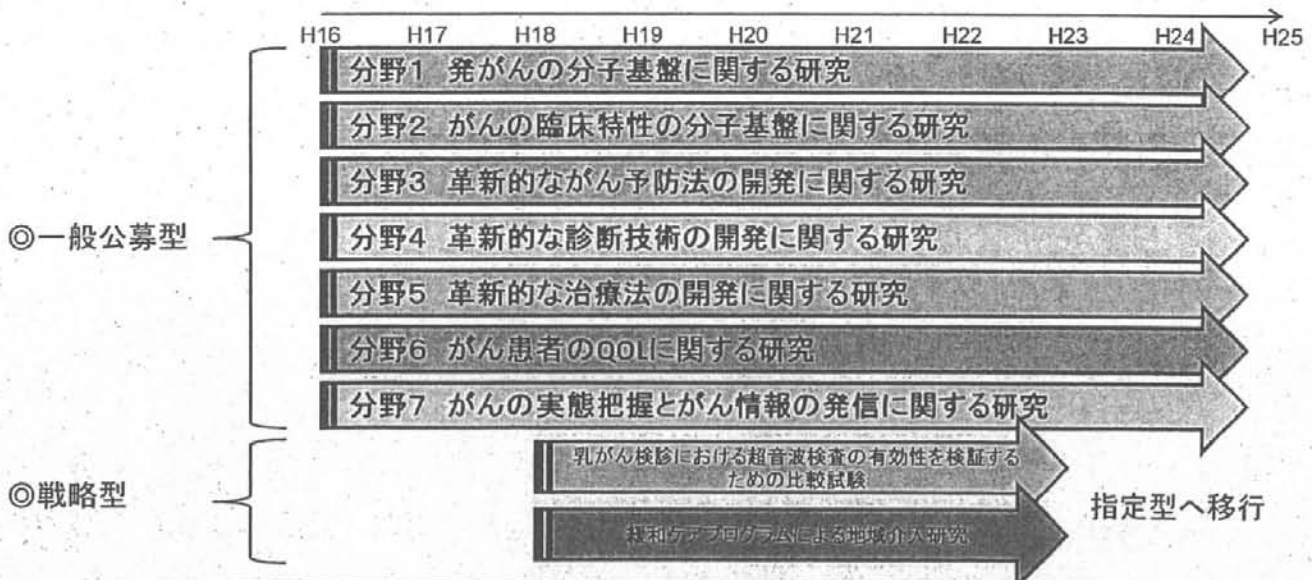 H16 H17 H18 H19 H20 H21 H22 H23 H24 H25
分野1 発がんの分子基盤に関する研究
分野2 がんの臨床特性の分子基盤に関する研究
分野3 革新的ながん予防法の開発に関する研究
◎一般公募型
分野4 革新的な診断技術の開発に関する研究
分野5 革新的な治療法の開発に関する研究
分野6 がん患者のQOLに関する研究
分野7 がんの実態把握とがん情報の発信に関する研究
◎戦略型
乳がん検診における超音波検査の有効性を検証する
ための比較試験
指定型へ移行
緩和ケアプログラムによる地域介入研究